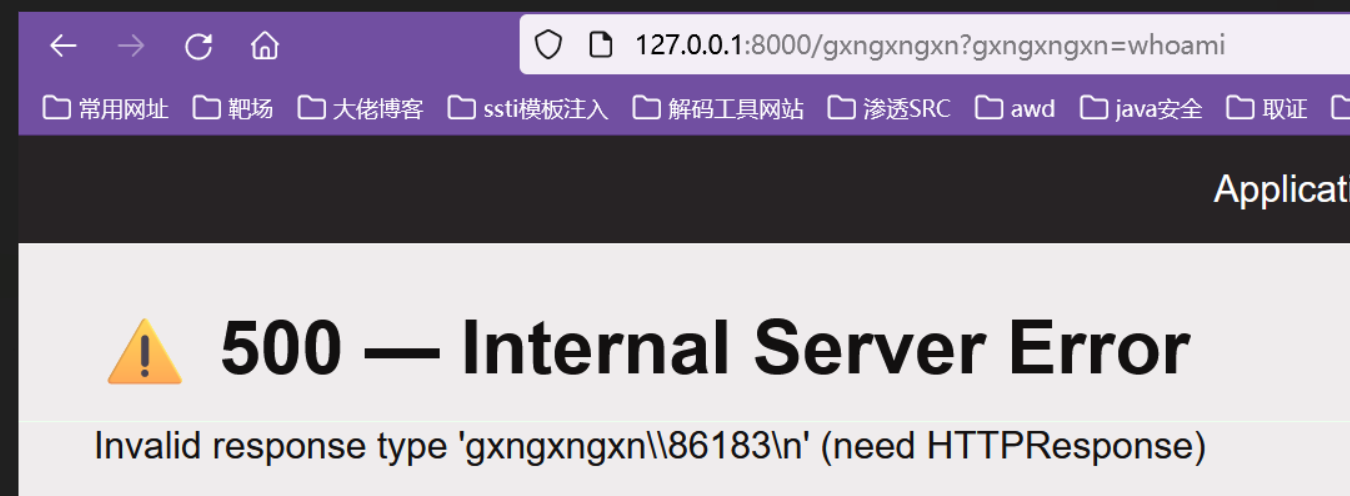 127.0.0.1:8000/gxngxngxn?gxngxngxn=whoami
常用网址 靶场 大佬博客 ssti模板注入 解码工具网站 渗透SRC awd java安全 取证
Applicati
⚠️ 500 — Internal Server Error
Invalid response type 'gxngxngxn\\86183\n' (need HTTPResponse)